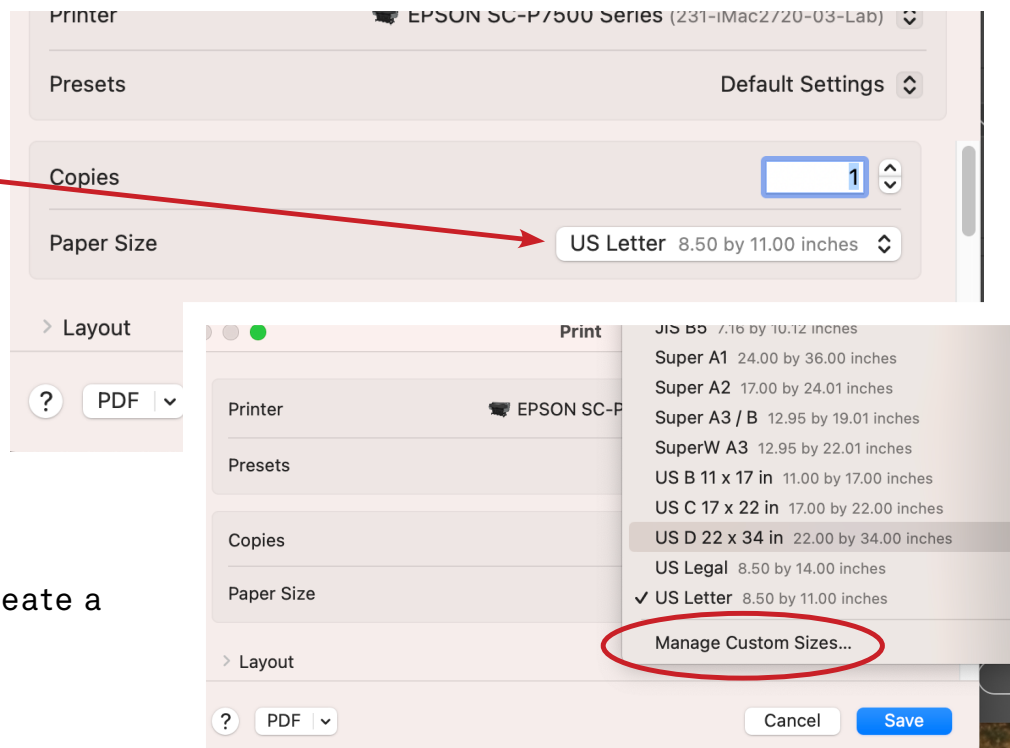 Printer EPSON SC-P7500 Series (231-iMac2720-03-Lab)
Presets Default Settings
Copies 1
Paper Size US Letter 8.50 by 11.00 inches
Layout
? PDF
Print
Printer EPSON SC-P
Presets
Copies
Paper Size
Layout
JIS B5 7.16 by 10.12 inches
Super A1 24.00 by 36.00 inches
Super A2 17.00 by 24.01 inches
Super A3 / B 12.95 by 19.01 inches
SuperW A3 12.95 by 22.01 inches
US B 11 x 17 in 11.00 by 17.00 inches
US C 17 x 22 in 17.00 by 22.00 inches
US D 22 x 34 in 22.00 by 34.00 inches
US Legal 8.50 by 14.00 inches
US Letter 8.50 by 11.00 inches
Manage Custom Sizes...
? PDF Cancel Save
eate a